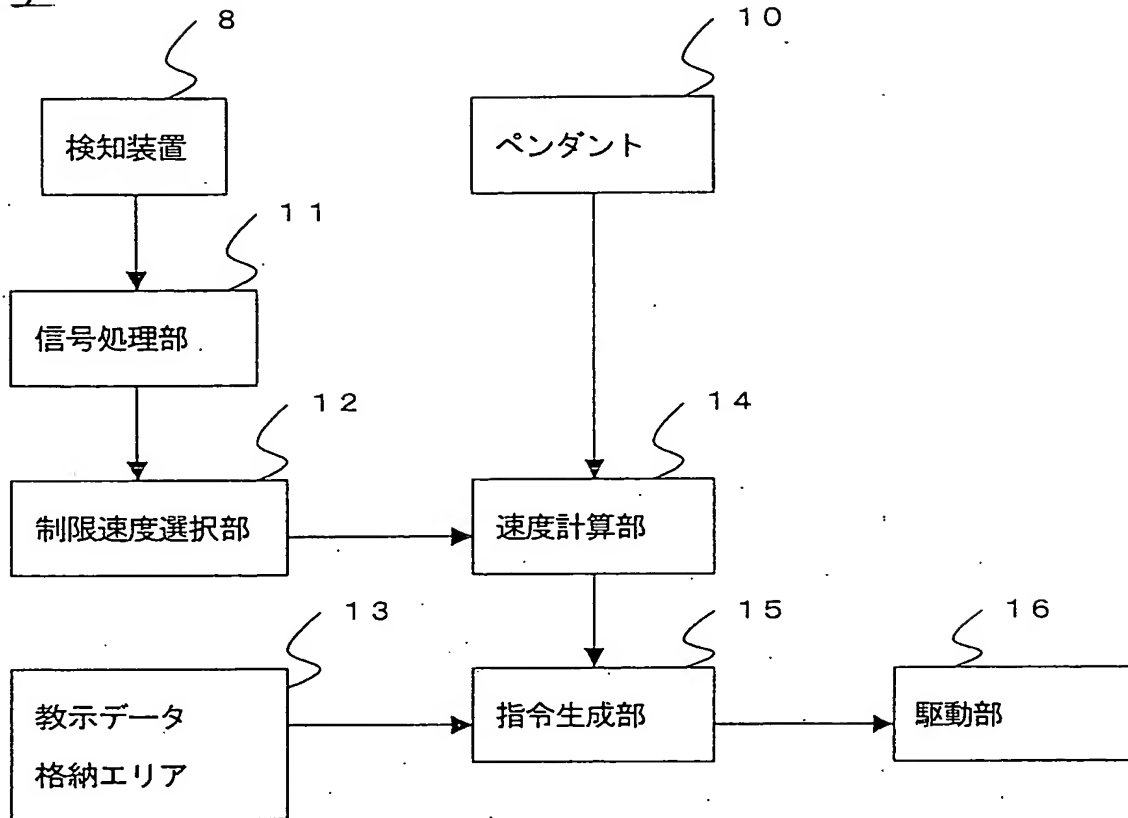 8
10
検知装置
ペンダント
11
信号処理部
12
14
制限速度選択部
速度計算部
13
15
16
教示データ
格納エリア
指令生成部
駆動部